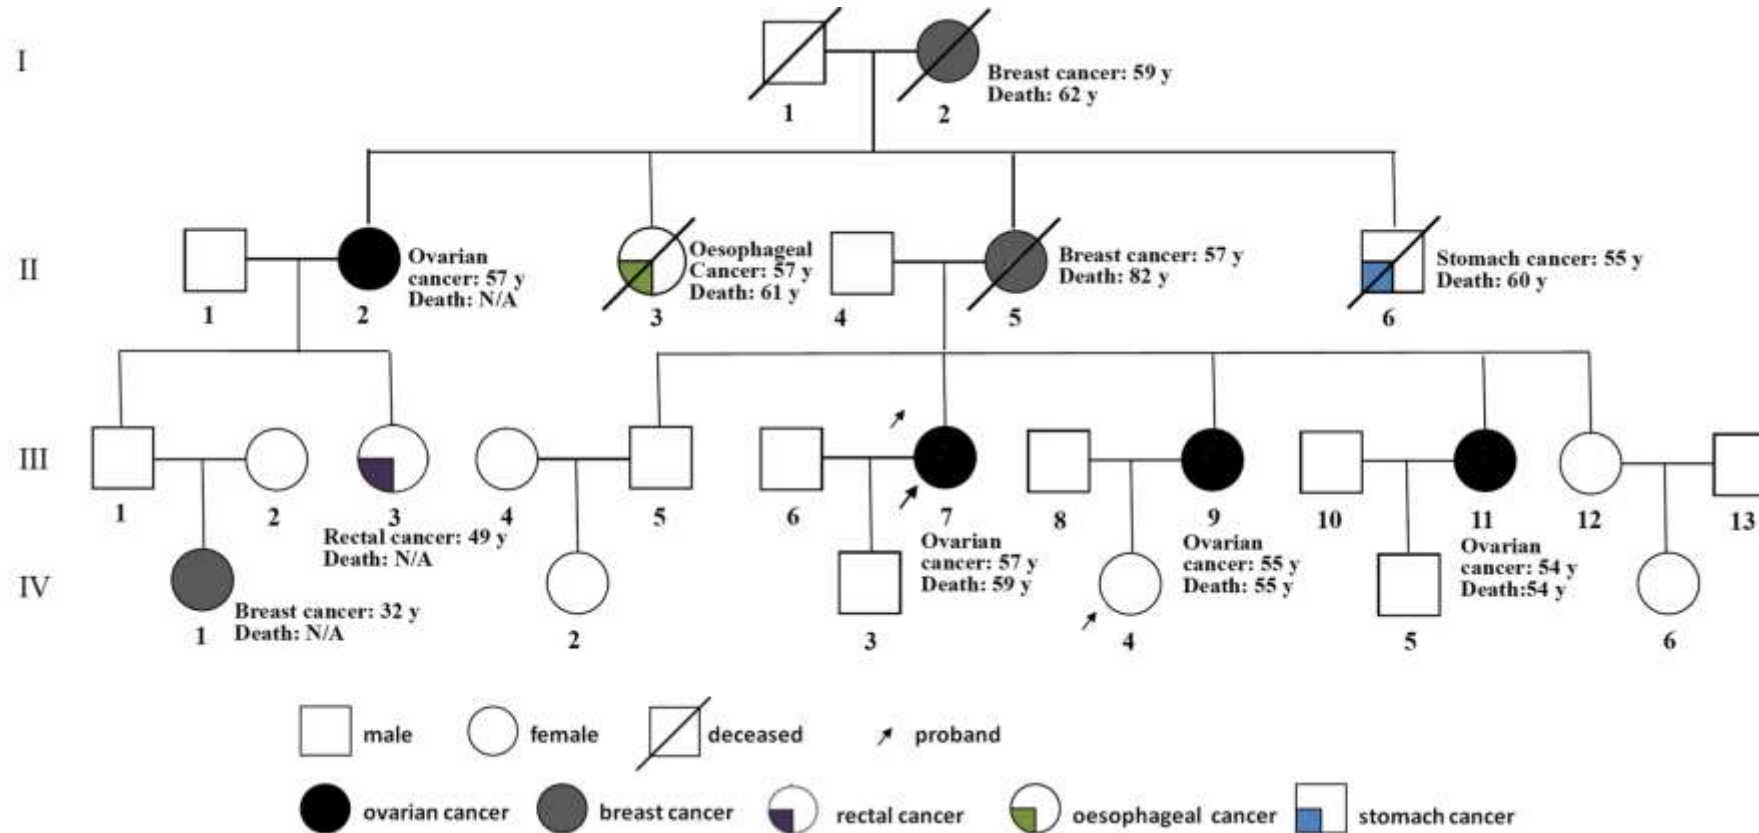 I
Breast cancer: 59 y
Death: 62 y
1
2
II
Ovarian
cancer: 57 y
Death: N/A
Oesophageal
Cancer: 57 y
Death: 61 y
Breast cancer: 57 y
Death: 82 y
Stomach cancer: 55 y
Death: 60 y
1
2
3
4
5
6
III
1
2
3
4
5
6
7
8
9
10
11
12
13
Rectal cancer: 49 y
Death: N/A
Ovarian
cancer: 57 y
Death: 59 y
Ovarian
cancer: 55 y
Death: 55 y
Ovarian
cancer: 54 y
Death:54 y
IV
Breast cancer: 32 y
Death: N/A
1
2
3
4
5
6
male
female
deceased
proband
ovarian cancer
breast cancer
rectal cancer
oesophageal cancer
stomach cancer